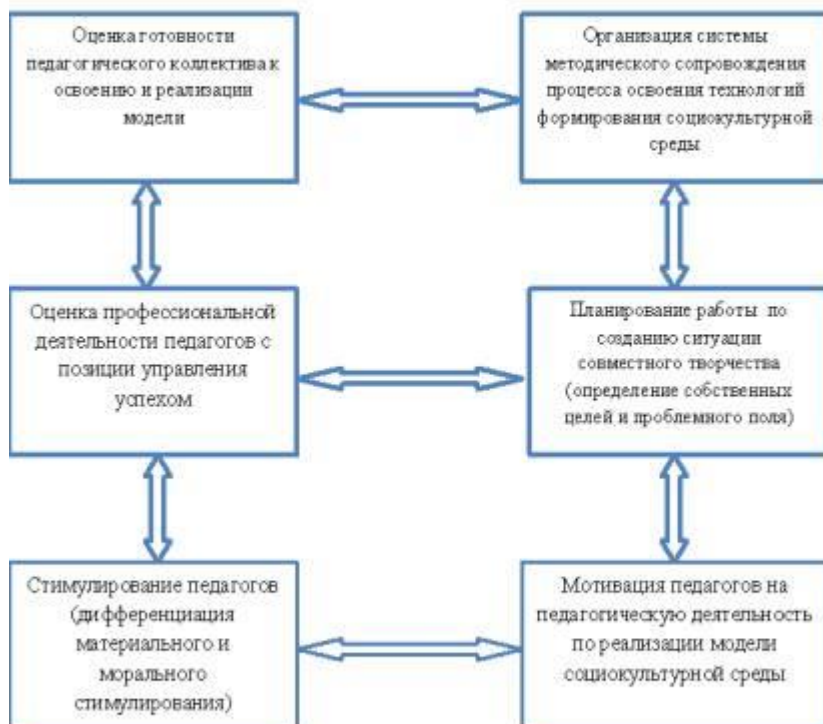 Оценка готовности
педагогического коллектива к
освоению и реализации
модели
Организация системы
методического сопровождения
процесса освоения технологий
формирования социокультурной
среды
Оценка профессиональной
деятельности педагогов с
позиции управления
успехом
Планирование работы по
созданию ситуации
совместного творчества
(определение собственных
целей и проблемного поля)
Стимулирование педагогов
(дифференциация
материального и
морального
стимулирования)
Мотивация педагогов на
педагогическую деятельность
по реализации модели
социокультурной среды